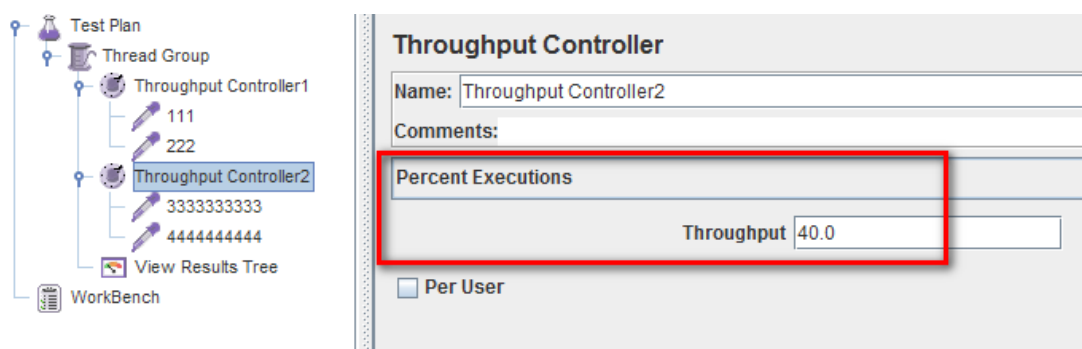 Test Plan
Thread Group
Throughput Controller1
111
222
Throughput Controller2
3333333333
4444444444
View Results Tree
WorkBench
Throughput Controller
Name: Throughput Controller2
Comments:
Percent Executions
Throughput 40.0
Per User